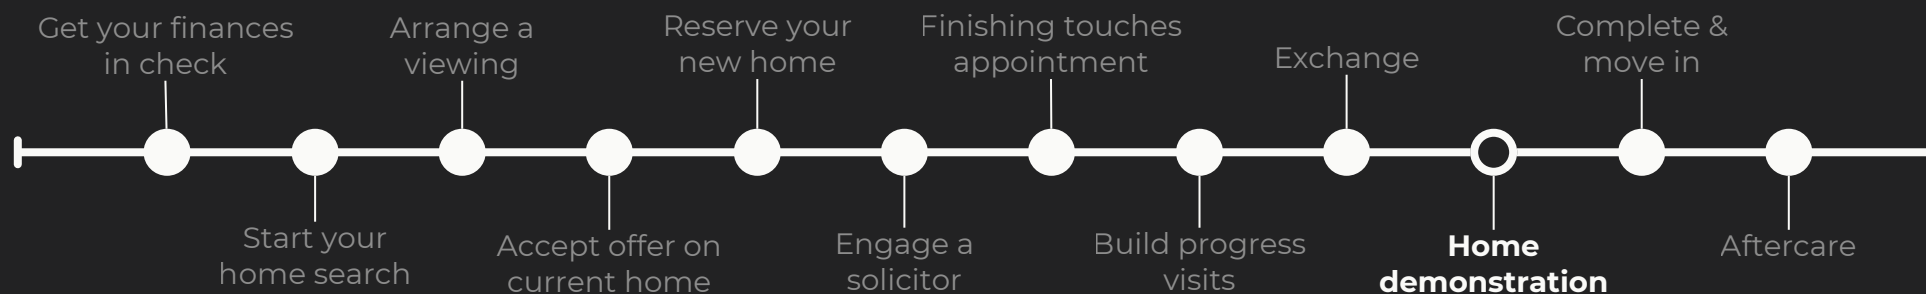 Get your finances
in check
Start your
home search
Arrange a
viewing
Accept offer on
current home
Reserve your
new home
Engage a
solicitor
Finishing touches
appointment
Build progress
visits
Exchange
Home
demonstration
Complete &
move in
Aftercare